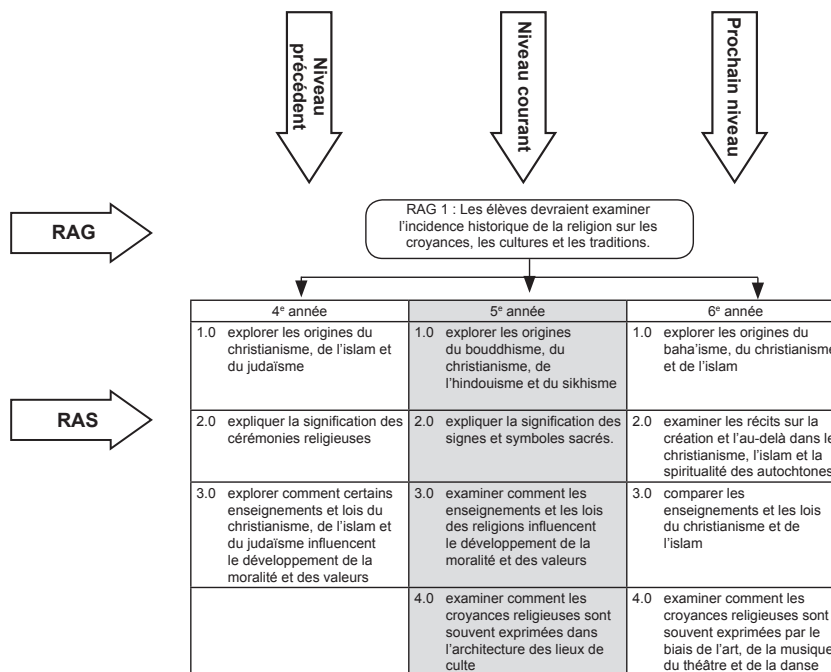 Niveau
précédent
Niveau courant
Prochain niveau
RAG
RAG 1 : Les élèves devraient examiner
l'incidence historique de la religion sur les
croyances, les cultures et les traditions.
4e année
5e année
6e année
RAS
1.0 explorer les origines du
christianisme, de l'islam et
du judaïsme
1.0 explorer les origines
du bouddhisme, du
christianisme, de
l'hindouisme et du sikhisme
1.0 explorer les origines du
baha'isme, du christianisme
et de l'islam
2.0 expliquer la signification des
cérémonies religieuses
2.0 expliquer la signification des
signes et symboles sacrés.
2.0 examiner les récits sur la
création et l'au-delà dans le
christianisme, l'islam et la
spiritualité des autochtones
3.0 explorer comment certains
enseignements et lois du
christianisme, de l'islam et
du judaïsme influencent
le développement de la
moralité et des valeurs
3.0 examiner comment les
enseignements et les lois
des religions influencent
le développement de la
moralité et des valeurs
3.0 comparer les
enseignements et les lois
du christianisme et de
l'islam
4.0 examiner comment les
croyances religieuses sont
souvent exprimées dans
l'architecture des lieux de
culte
4.0 examiner comment les
croyances religieuses sont
souvent exprimées par le
biais de l'art, de la musique
du théâtre et de la danse